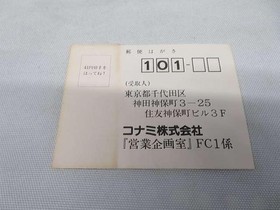 郵便はがき
101-□□
(受取人)
東京都千代田区
神田神保町3-25
住友神保町ビル3F
コナミ株式会社
『営業企画室』FC1係